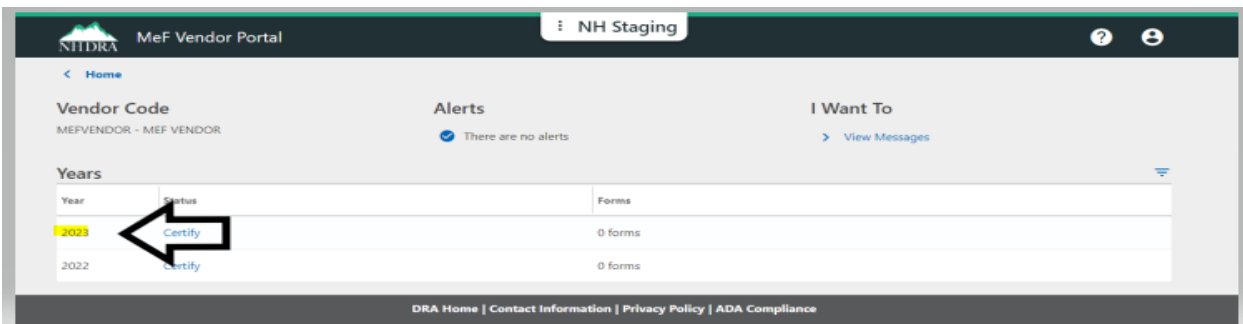 NH Staging
NHDRA MeF Vendor Portal
Home
Vendor Code
MEFVENDOR - MEF VENDOR
Alerts
There are no alerts
I Want To
View Messages
Years
Year Status Forms
2023 Certify 0 forms
2022 Certify 0 forms
DRA Home | Contact Information | Privacy Policy | ADA Compliance